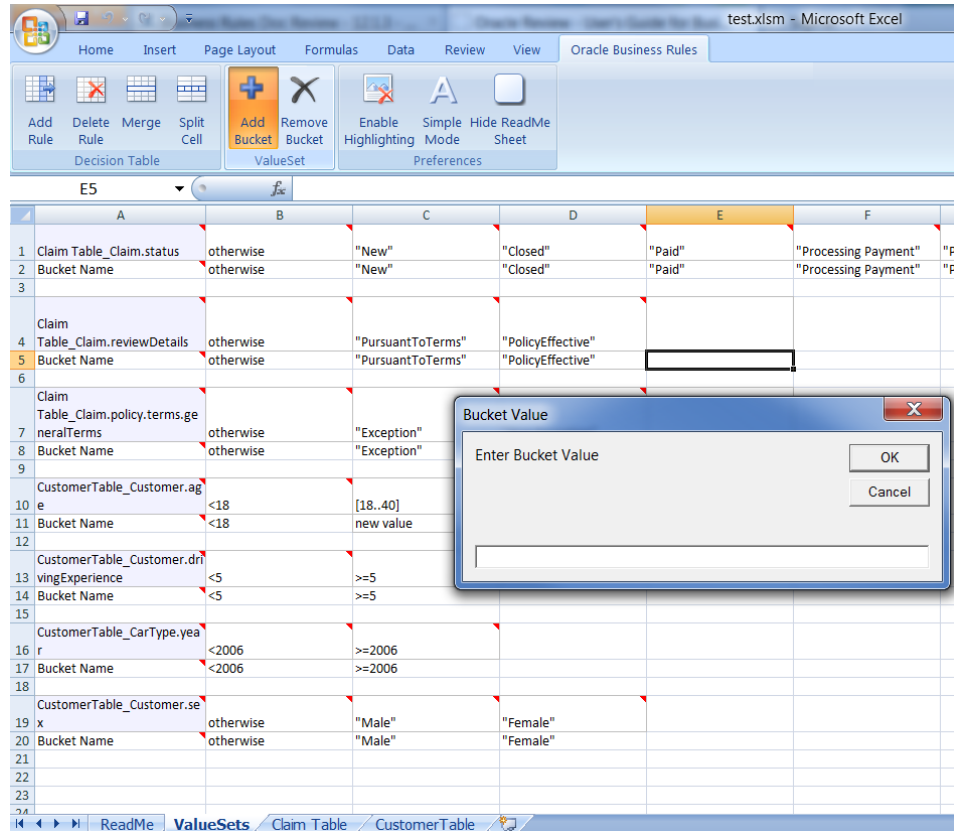 test.xlsm - Microsoft Excel
Home Insert Page Layout Formulas Data Review View Oracle Business Rules
Add Rule
Delete Rule
Merge
Split Cell
Add Bucket
Remove Bucket
Enable Highlighting
Simple Mode
Hide ReadMe Sheet
Decision Table ValueSet Preferences
E5 fx
A B C D E F
1 Claim Table_Claim.status otherwise "New" "Closed" "Paid" "Processing Payment" "P
2 Bucket Name otherwise "New" "Closed" "Paid" "Processing Payment" "P
3
Claim
4 Table_Claim.reviewDetails otherwise "PursuantToTerms" "PolicyEffective"
5 Bucket Name otherwise "PursuantToTerms" "PolicyEffective"
6
Claim
Table_Claim.policy.terms.ge
7 neralTerms otherwise "Exception"
8 Bucket Name otherwise "Exception"
9
CustomerTable_Customer.ag
10 e <18 [18..40]
11 Bucket Name <18 new value
12
CustomerTable_Customer.dri
13 vingExperience <5 >=5
14 Bucket Name <5 >=5
15
CustomerTable_CarType.yea
16 r <2006 >=2006
17 Bucket Name <2006 >=2006
18
CustomerTable_Customer.se
19 x otherwise "Male" "Female"
20 Bucket Name otherwise "Male" "Female"
21
22
23
24
Bucket Value
Enter Bucket Value
OK
Cancel
ReadMe ValueSets Claim Table CustomerTable